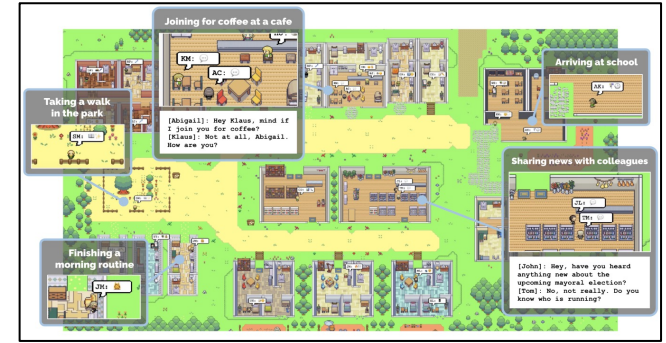 Joining for coffee at a cafe
KM:
AC:
[Abigail]: Hey Klaus, mind if
I join you for coffee?
[Klaus]: Not at all, Abigail.
How are you?
Arriving at school
AK:
Taking a walk
in the park
SM:
Sharing news with colleagues
JL:
TM:
[John]: Hey, have you heard
anything new about the
upcoming mayoral election?
[Tom]: No, not really. Do you
know who is running?
Finishing a
morning routine
JM: